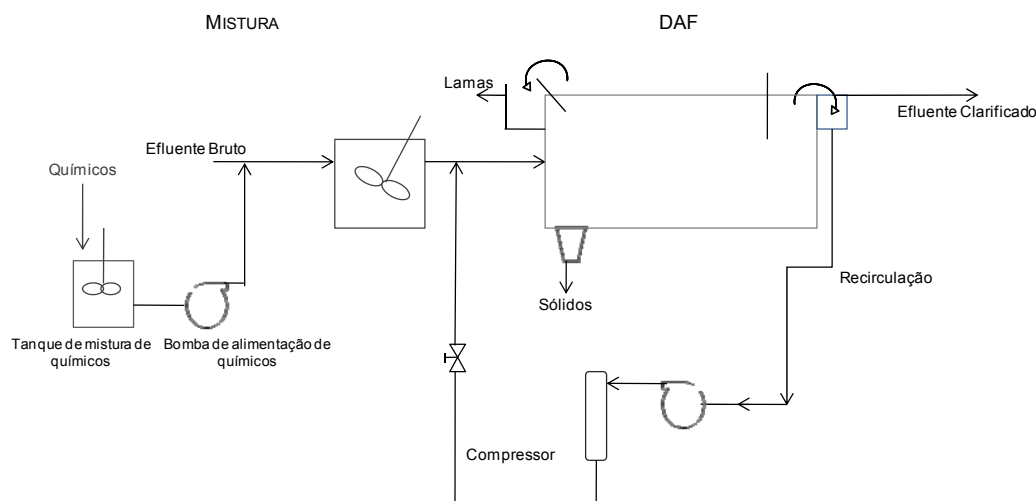 MISTURA
DAF
Lamas
Efluente Clarificado
Efluente Bruto
Químicos
Recirculação
Sólidos
Tanque de mistura de
químicos
Bomba de alimentação de
químicos
Compressor